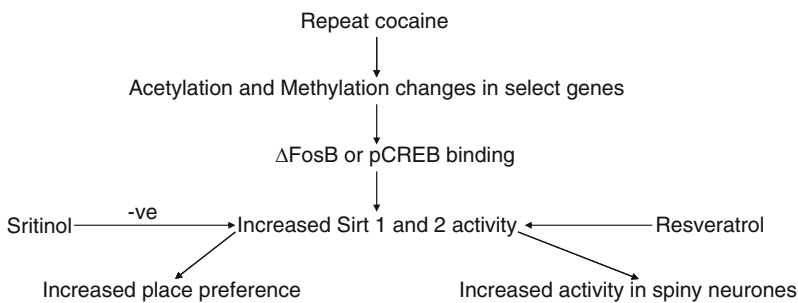 Repeat cocaine
Acetylation and Methylation changes in select genes
ΔFosB or pCREB binding
-ve
Sritinol Increased Sirt 1 and 2 activity Resveratrol
Increased place preference Increased activity in spiny neurones